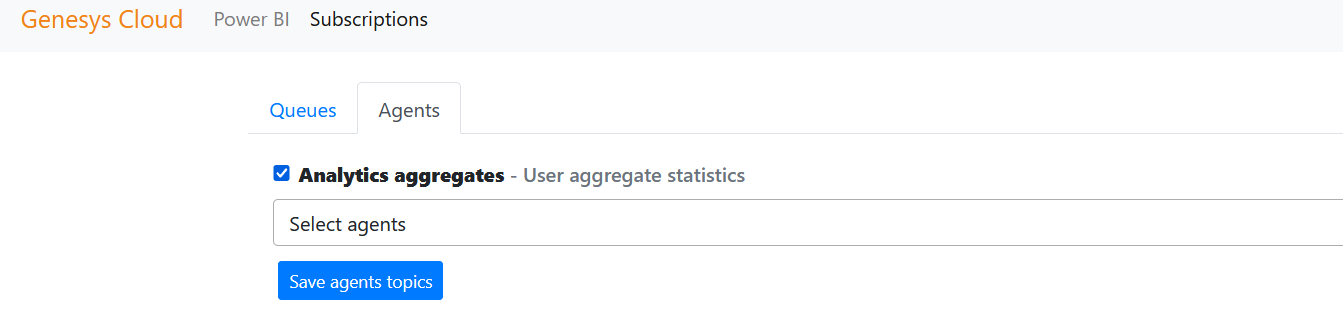 Genesys Cloud Power BI Subscriptions
Queues Agents
Analytics aggregates - User aggregate statistics
Select agents
Save agents topics